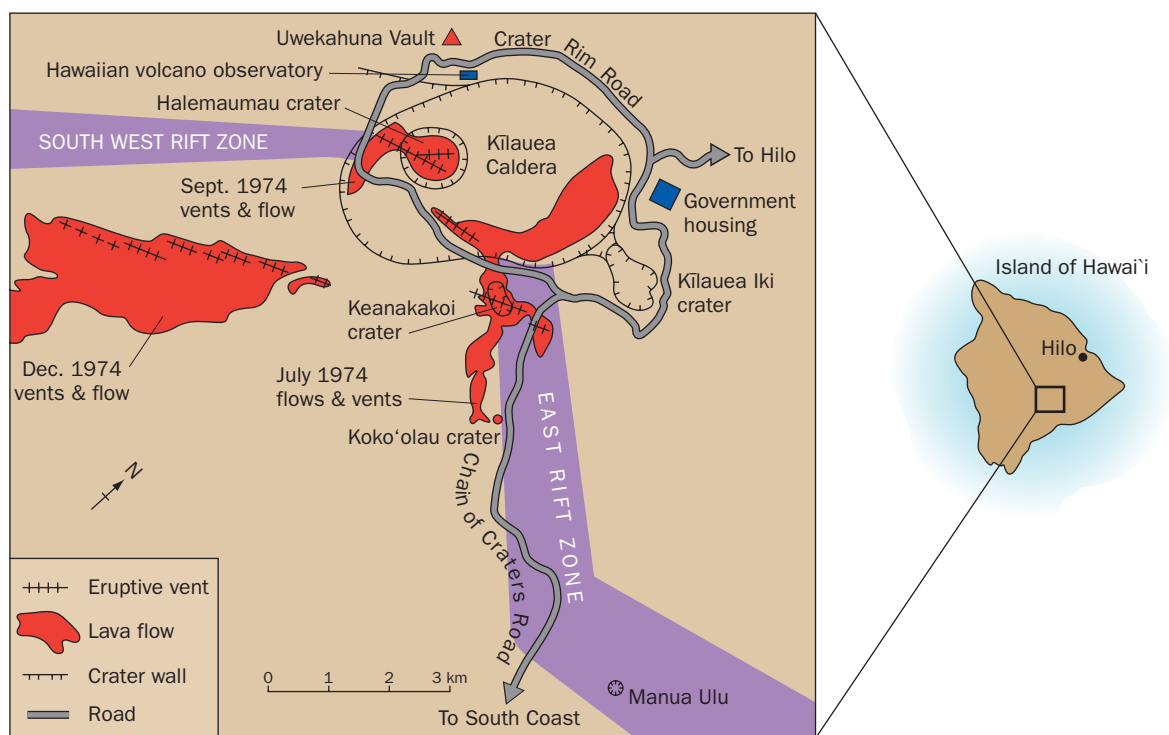 Uwekahuna Vault
Crater Rim Road
Hawaiian volcano observatory
Halemaumau crater
SOUTH WEST RIFT ZONE
Kīlauea
Caldera
To Hilo
Sept. 1974
vents & flow
Government
housing
Kīlauea Iki
crater
Keanakakoi
crater
Dec. 1974
vents & flow
July 1974
flows & vents
Koko‘olau crater
EAST RIFT ZONE
Chain of Craters Road
N
Eruptive vent
Lava flow
Crater wall
Road
0 1 2 3 km
Manua Ulu
To South Coast
Island of Hawai`i
Hilo